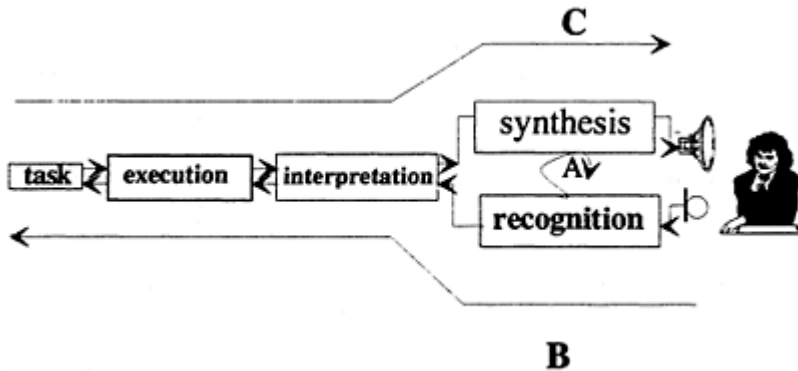 C
synthesis
task execution interpretation
A
recognition
B